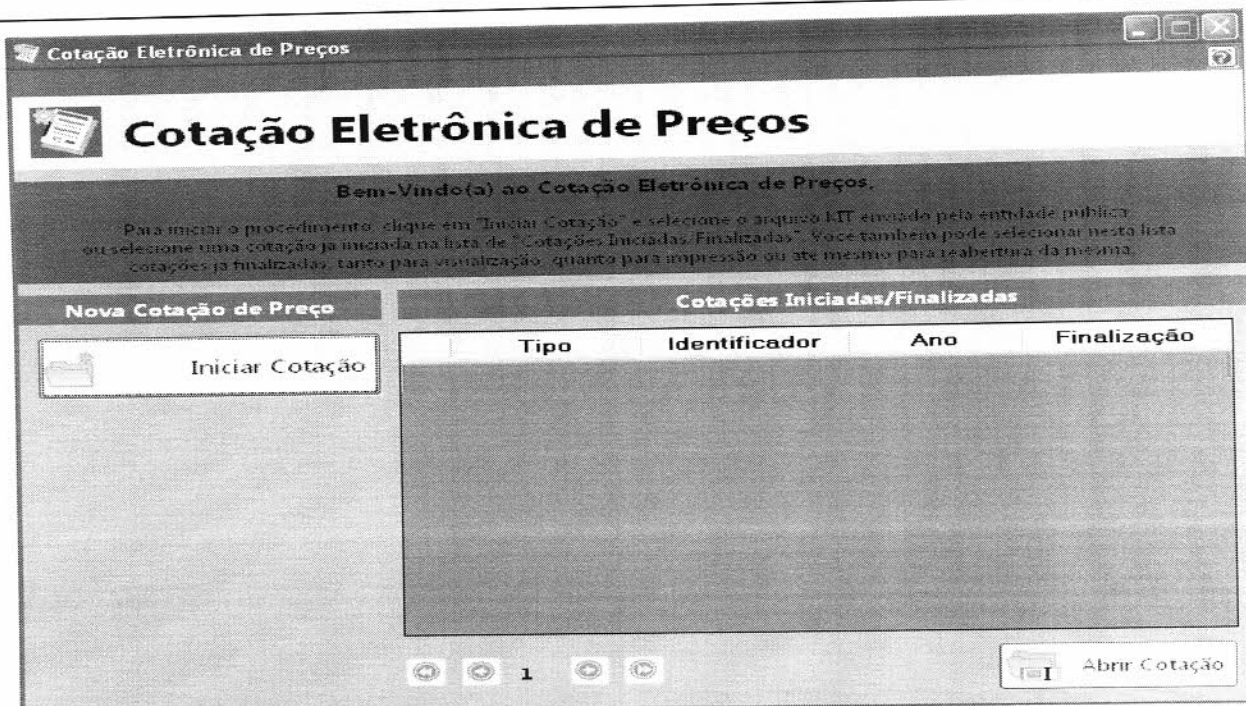 Cotação Eletrônica de Preços
Cotação Eletrônica de Preços
Bem-Vindo(a) ao Cotação Eletrônica de Preços.
Para iniciar o procedimento, clique em "Iniciar Cotação" e selecione o arquivo KIT enviado pela entidade publica
ou selecione uma cotação ja iniciada na lista de "Cotações Iniciadas/Finalizadas". Voce tambem pode selecionar nesta lista
cotações ja finalizadas, tanto para visualização, quanto para impressão ou ate mesmo para reabertura da mesma.
Nova Cotação de Preço
Iniciar Cotação
Cotações Iniciadas/Finalizadas
Tipo Identificador Ano Finalização
1
Abrir Cotação